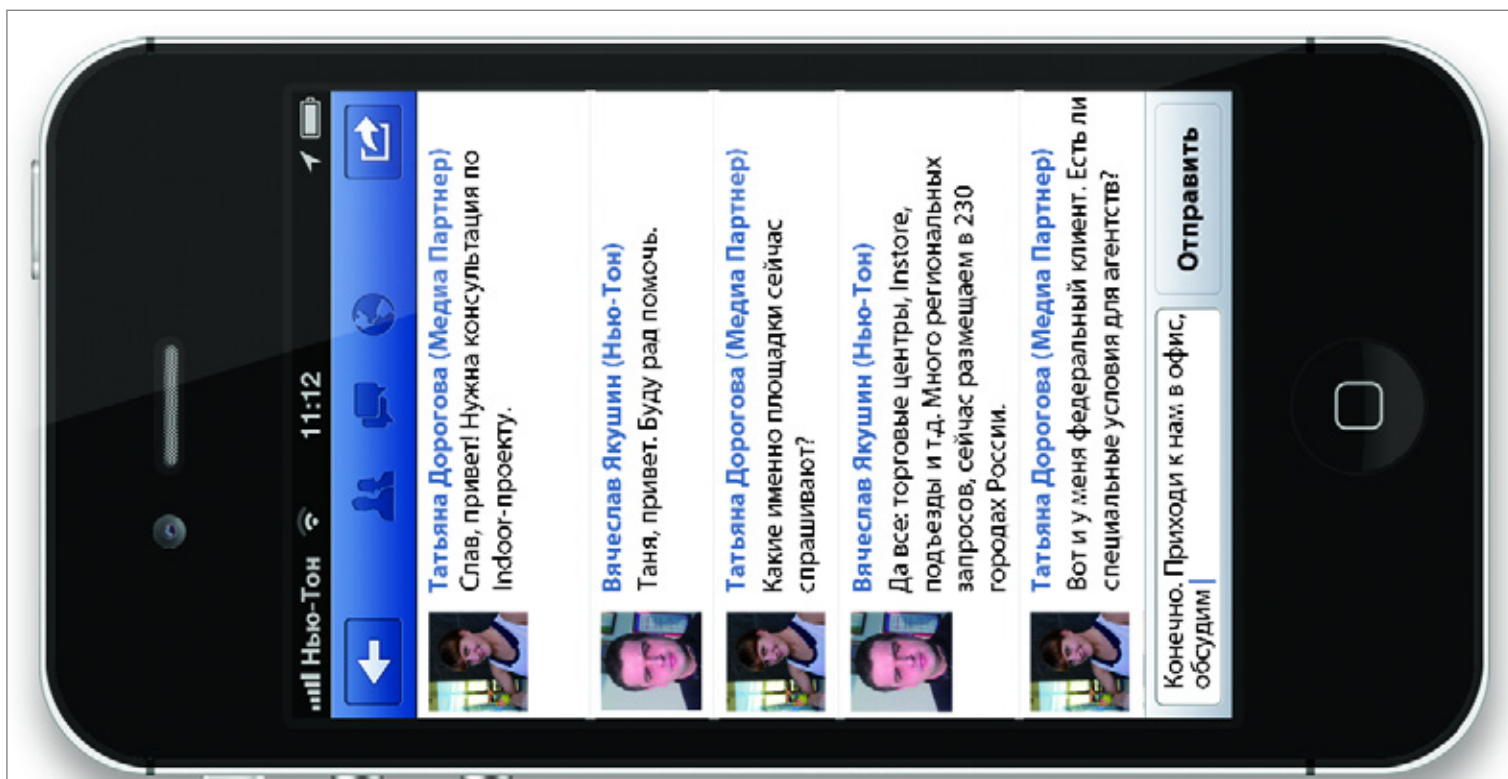 Нью-Тон 11:12
Татьяна Дорогова (Медиа Партнер)
Слав, привет! Нужна консультация по
Indoor-проекту.
Вячеслав Якушин (Нью-Тон)
Таня, привет. Буду рад помочь.
Татьяна Дорогова (Медиа Партнер)
Какие именно площадки сейчас
спрашивают?
Вячеслав Якушин (Нью-Тон)
Да все: торговые центры, Instore,
подъезды и т.д. Много региональных
запросов, сейчас размещаем в 230
городах России.
Татьяна Дорогова (Медиа Партнер)
Вот и у меня федеральный клиент. Есть ли
специальные условия для агентств?
Конечно. Приходи к нам в офис,
обсудим
Отправить